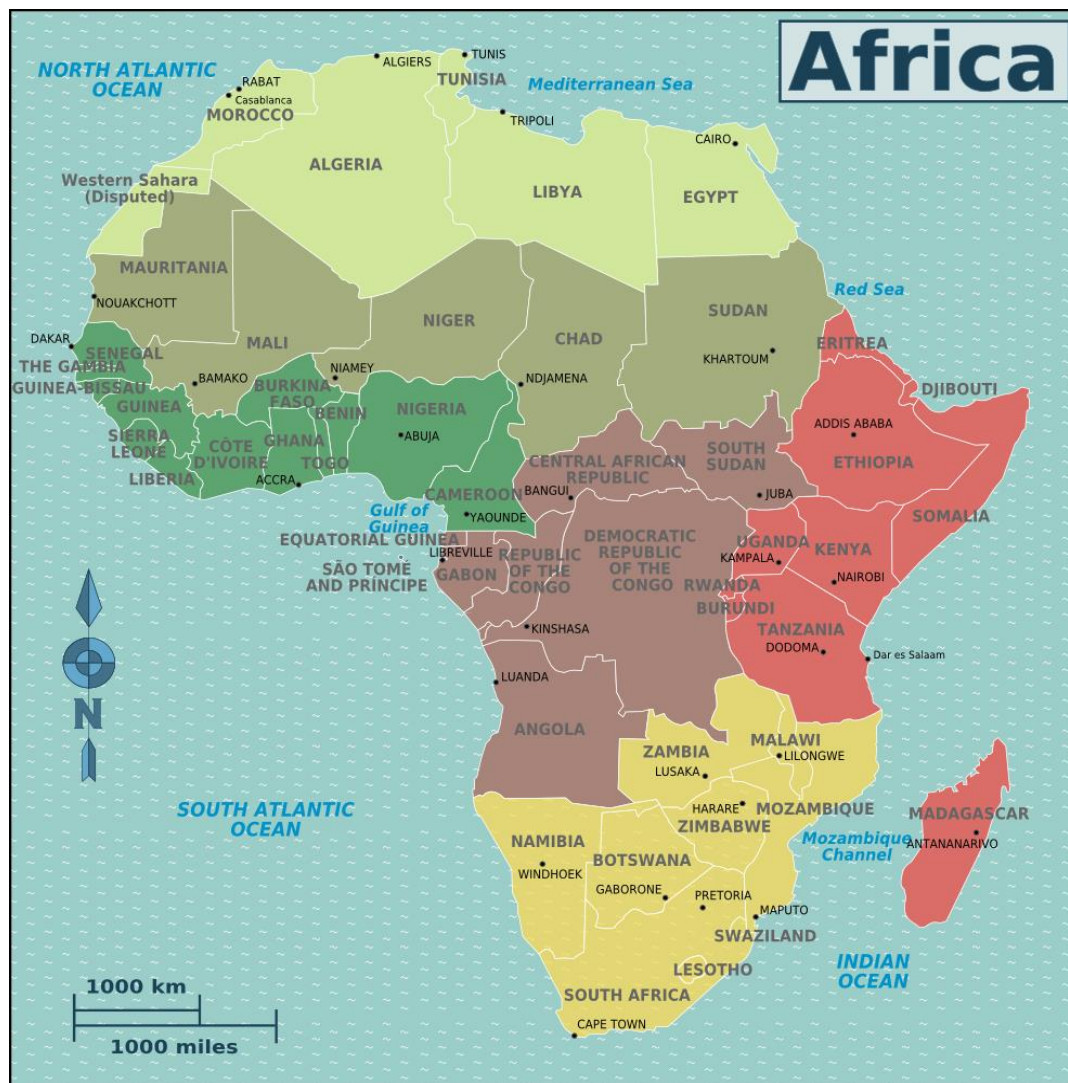 Africa
NORTH ATLANTIC
OCEAN
RABAT
Casablanca
MOROCCO
ALGIERS
TUNIS
TUNISIA
Mediterranean Sea
TRIPOLI
CAIRO
ALGERIA
LIBYA
EGYPT
Western Sahara
(Disputed)
MAURITANIA
NOUAKCHOTT
MALI
NIGER
CHAD
SUDAN
Red Sea
KHARTOUM
ERITREA
DAKAR
SENEGAL
THE GAMBIA
GUINEA-BISSAU
BAMAKO
NIAMEY
NDJAMENA
DJIBOUTI
GUINEA
BURKINA
FASO
BENIN
NIGERIA
ABUJA
ADDIS ABABA
ETHIOPIA
SIERRA
LEONE
CÔTE
D'IVOIRE
GHANA
TOGO
LIBERIA
ACCRA
CENTRAL AFRICAN
REPUBLIC
BANGUI
SOUTH
SUDAN
JUBA
CAMEROON
YAOUNDE
Gulf of
Guinea
SOMALIA
EQUATORIAL GUINEA
LIBREVILLE
GABON
REPUBLIC
OF THE
CONGO
DEMOCRATIC
REPUBLIC
OF THE
CONGO
UGANDA
KAMPALA
KENYA
NAIROBI
SÃO TOMÉ
AND PRÍNCIPE
RWANDA
BURUNDI
KINSHASA
TANZANIA
DODOMA
Dar es Salaam
LUANDA
ANGOLA
N
ZAMBIA
LUSAKA
MALAWI
LILONGWE
SOUTH ATLANTIC
OCEAN
HARARE
ZIMBABWE
MOZAMBIQUE
Mozambique
Channel
MADAGASCAR
ANTANANARIVO
NAMIBIA
WINDHOEK
BOTSWANA
GABORONE
PRETORIA
MAPUTO
SWAZILAND
INDIAN
OCEAN
LESOTHO
SOUTH AFRICA
CAPE TOWN
1000 km
1000 miles